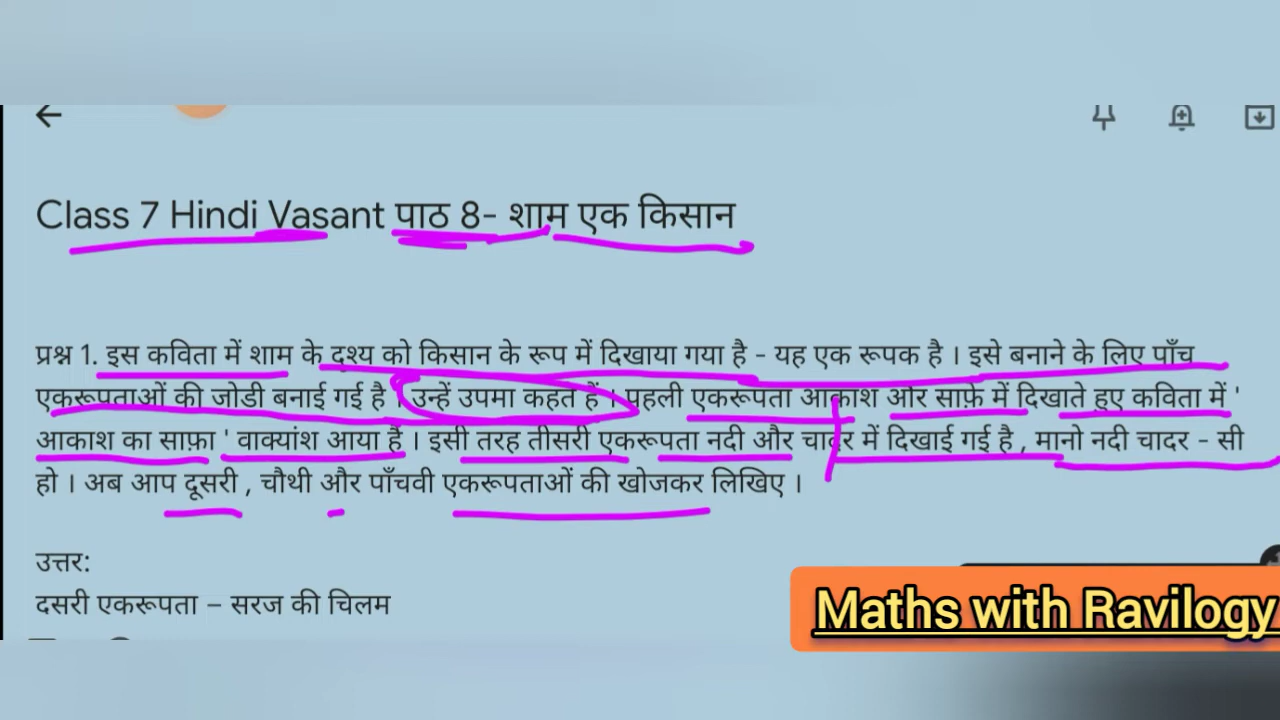 Class 7 Hindi Vasant पाठ 8- शाम एक किसान
प्रश्न 1. इस कविता में शाम के दृश्य को किसान के रूप में दिखाया गया है - यह एक रूपक है । इसे बनाने के लिए पाँच
एकरूपताओं की जोडी बनाई गई है । उन्हें उपमा कहते हैं । पहली एकरूपता आकाश और साफ़े में दिखाते हुए कविता में '
आकाश का साफ़ा ' वाक्यांश आया है । इसी तरह तीसरी एकरूपता नदी और चादर में दिखाई गई है , मानो नदी चादर - सी
हो । अब आप दूसरी , चौथी और पाँचवी एकरूपताओं की खोजकर लिखिए ।
उत्तर:
दसरी एकरूपता – सरज की चिलम
Maths with Ravilogy